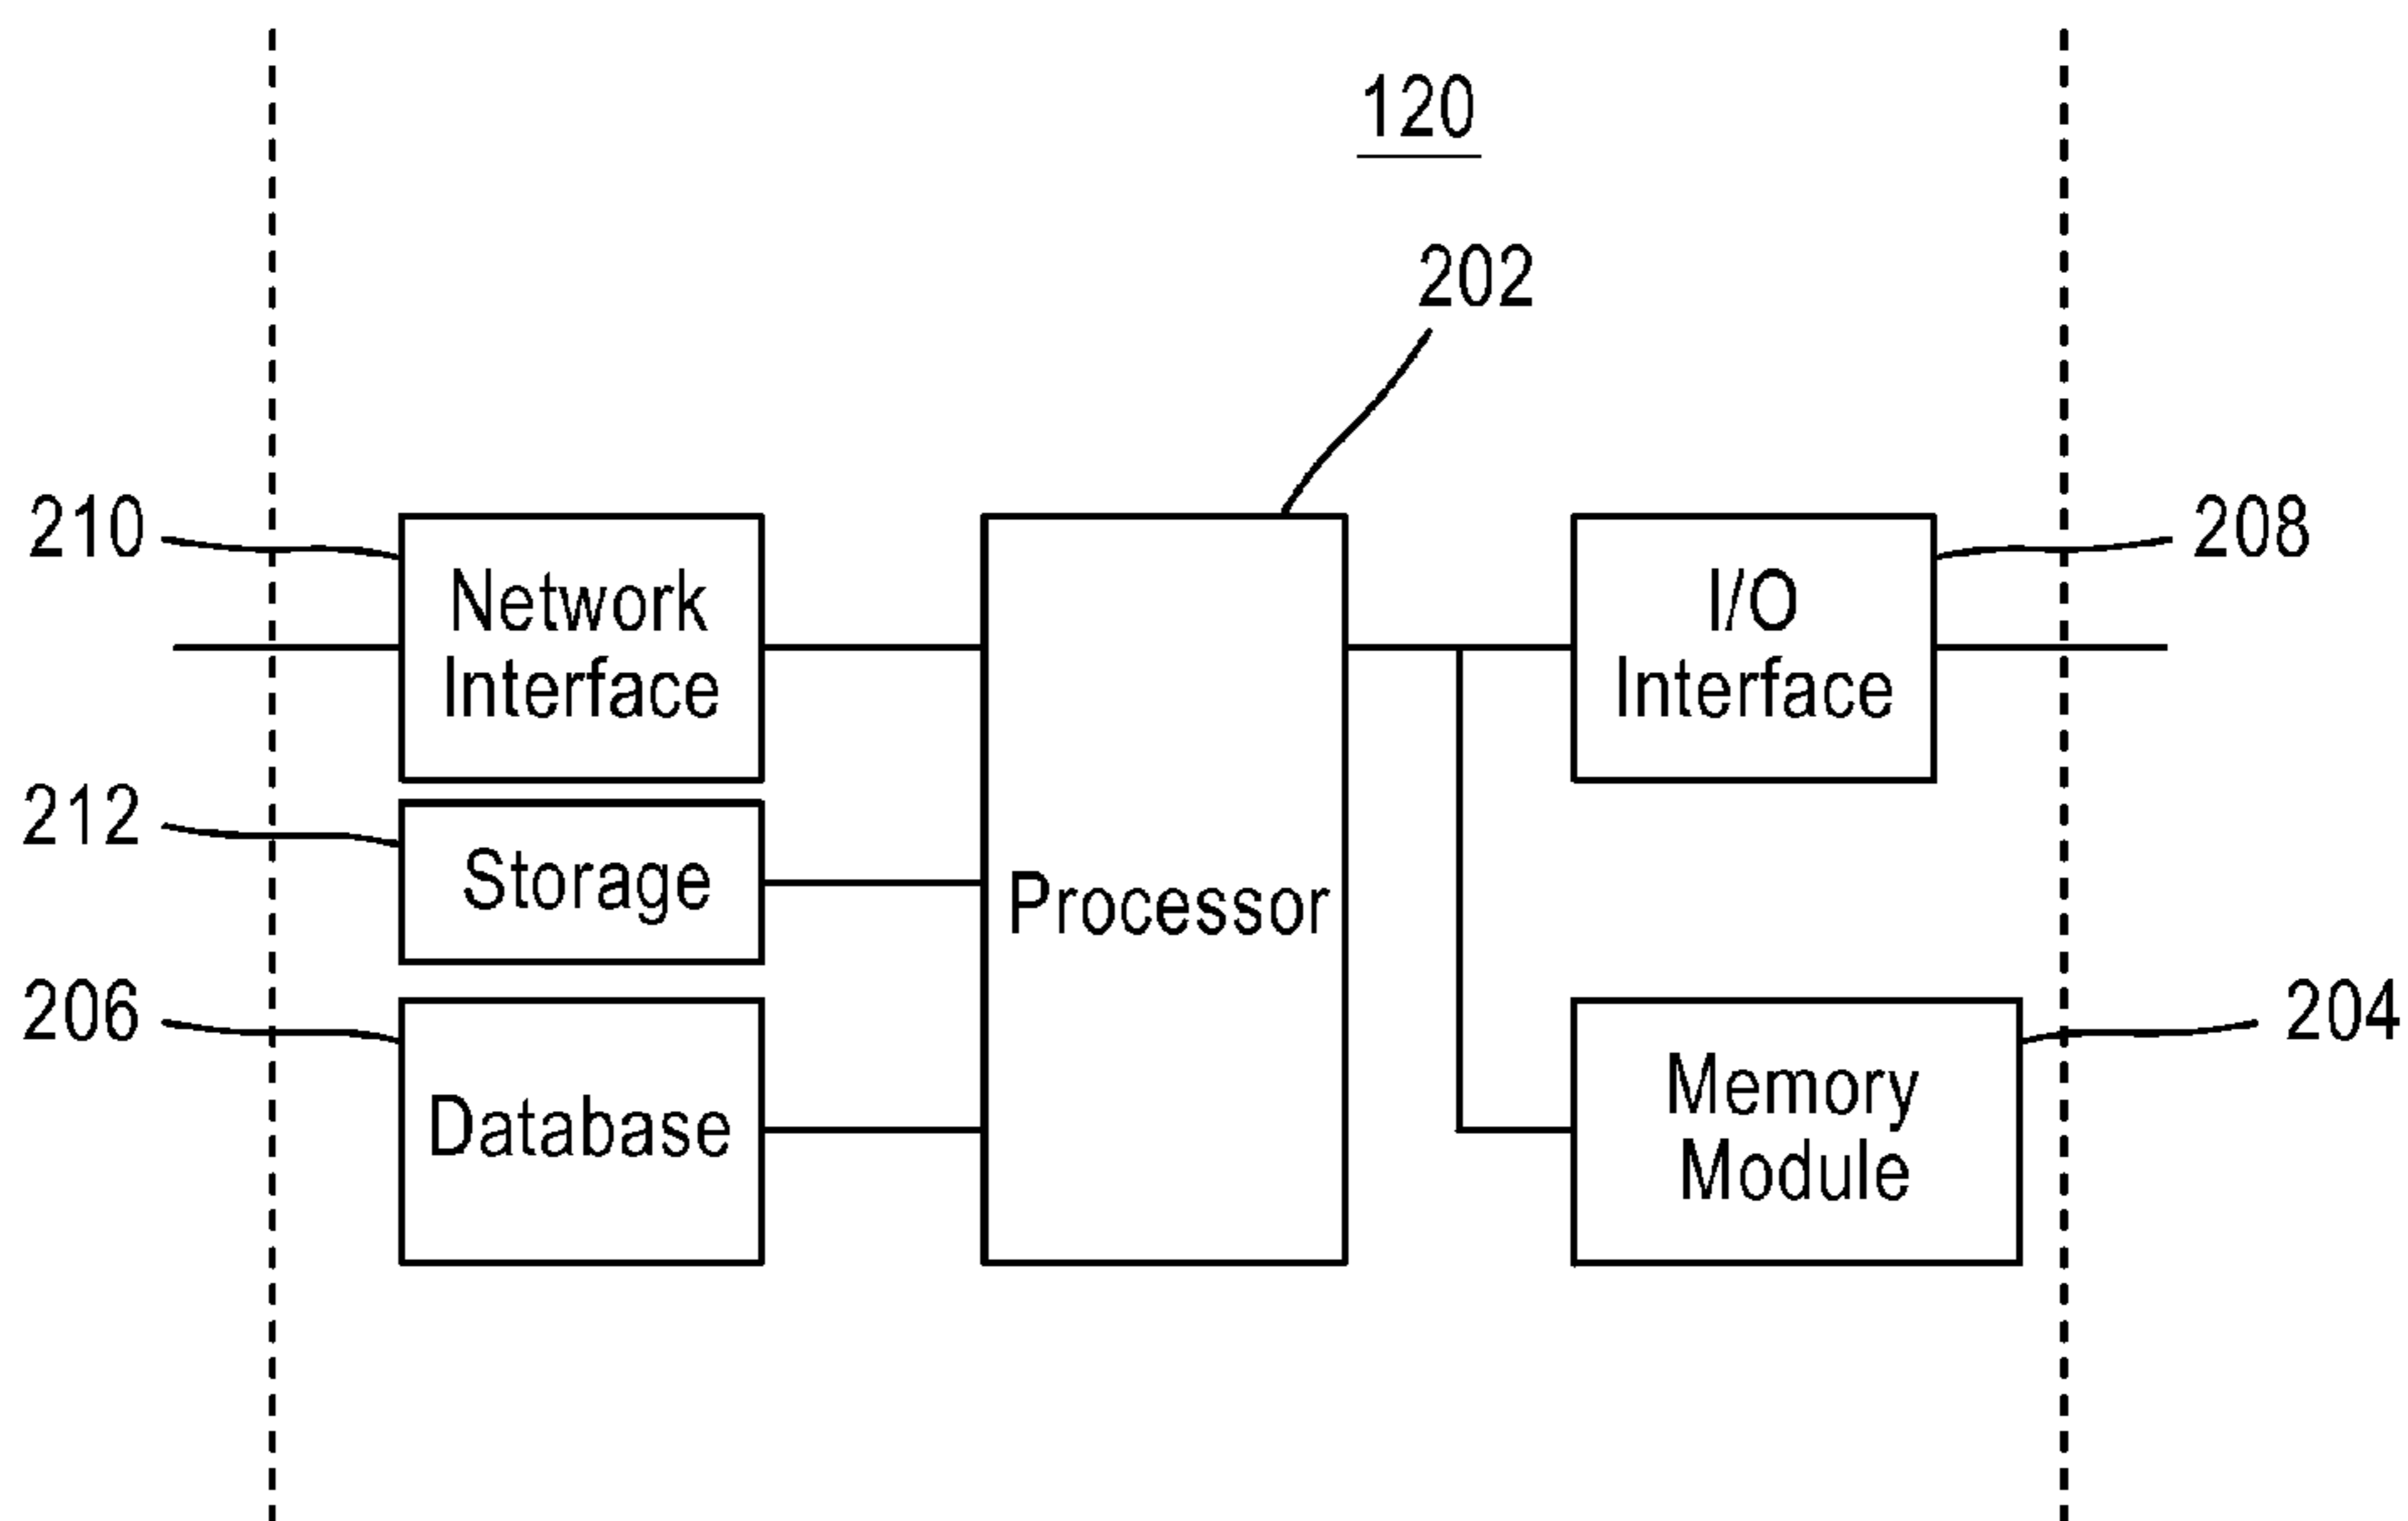 120
202
210
Network
Interface
I/O
Interface
208
212
Storage
Processor
206
Database
Memory
Module
204